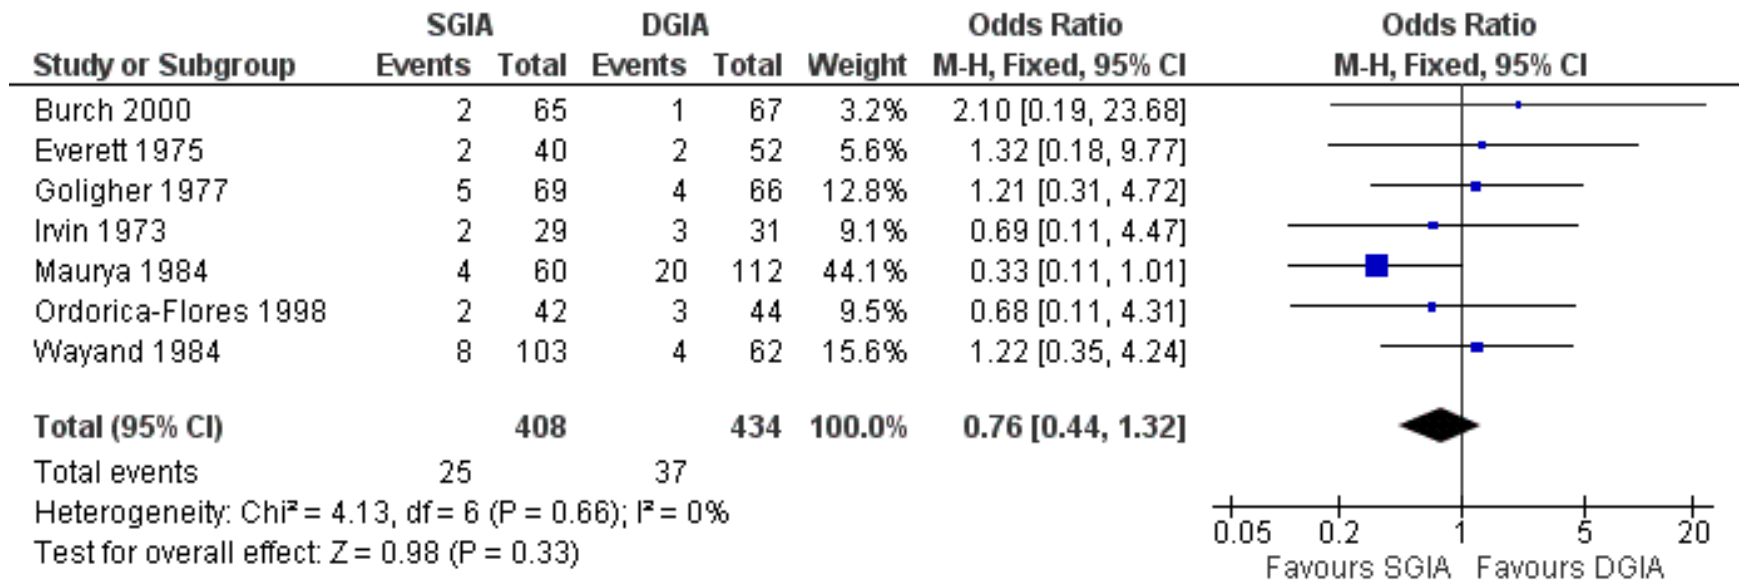 SGIA DGIA Odds Ratio Odds Ratio
Study or Subgroup Events Total Events Total Weight M-H, Fixed, 95% CI M-H, Fixed, 95% CI
Burch 2000 2 65 1 67 3.2% 2.10 [0.19, 23.68]
Everett 1975 2 40 2 52 5.6% 1.32 [0.18, 9.77]
Goligher 1977 5 69 4 66 12.8% 1.21 [0.31, 4.72]
Irvin 1973 2 29 3 31 9.1% 0.69 [0.11, 4.47]
Maurya 1984 4 60 20 112 44.1% 0.33 [0.11, 1.01]
Ordorica-Flores 1998 2 42 3 44 9.5% 0.68 [0.11, 4.31]
Wayand 1984 8 103 4 62 15.6% 1.22 [0.35, 4.24]
Total (95% CI) 408 434 100.0% 0.76 [0.44, 1.32]
Total events 25 37
Heterogeneity: Chi² = 4.13, df = 6 (P = 0.66); I² = 0%
Test for overall effect: Z = 0.98 (P = 0.33)
0.05 0.2 1 5 20
Favours SGIA Favours DGIA